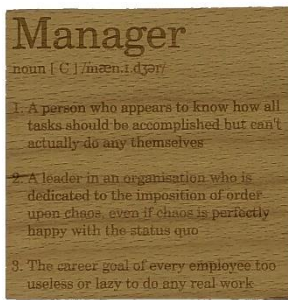 Manager
noun [ C ] /ˈmæn.ɪ.dʒər/
1. A person who appears to know how all
tasks should be accomplished but can't
actually do any themselves
2. A leader in an organisation who is
dedicated to the imposition of order
upon chaos, even if chaos is perfectly
happy with the status quo
3. The career goal of every employee too
useless or lazy to do any real work